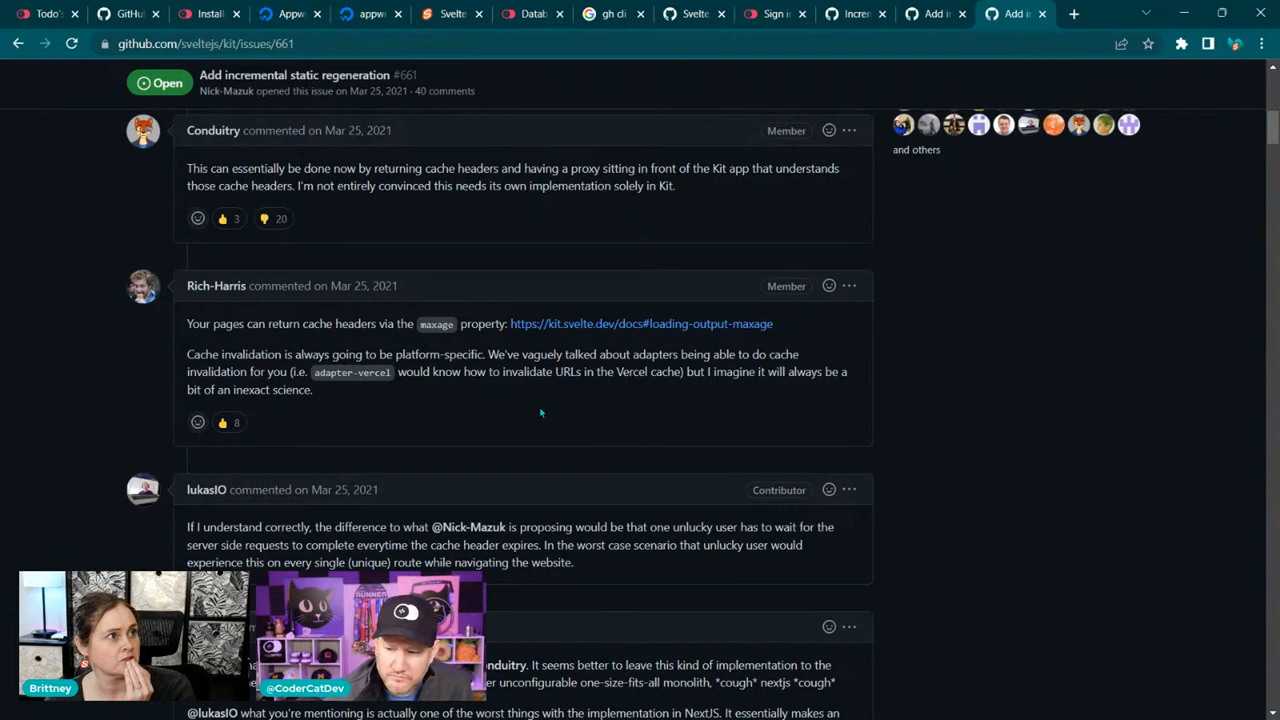 Todo's
GitHu
Install
Appw
appw
Svelte
Datab
gh cli
Svelte
Sign i
Increm
Add in
Add in
github.com/sveltejs/kit/issues/661
Open
Add incremental static regeneration #661
Nick-Mazuk opened this issue on Mar 25, 2021 · 40 comments
Conduitry commented on Mar 25, 2021
Member
and others
This can essentially be done now by returning cache headers and having a proxy sitting in front of the Kit app that understands
those cache headers. I'm not entirely convinced this needs its own implementation solely in Kit.
3
20
Rich-Harris commented on Mar 25, 2021
Member
Your pages can return cache headers via the maxage property: https://kit.svelte.dev/docs#loading-output-maxage
Cache invalidation is always going to be platform-specific. We've vaguely talked about adapters being able to do cache
invalidation for you (i.e. adapter-vercel would know how to invalidate URLs in the Vercel cache) but I imagine it will always be a
bit of an inexact science.
8
lukasIO commented on Mar 25, 2021
Contributor
If I understand correctly, the difference to what @Nick-Mazuk is proposing would be that one unlucky user has to wait for the
server side requests to complete everytime the cache header expires. In the worst case scenario that unlucky user would
experience this on every single (unique) route while navigating the website.
onduitry. It seems better to leave this kind of implementation to the
er unconfigurable one-size-fits-all monolith, *cough* nextjs *cough*
@lukasIO what you're mentioning is actually one of the worst things with the implementation in NextJS. It essentially makes an
RUNNER
Brittney
@CoderCatDev